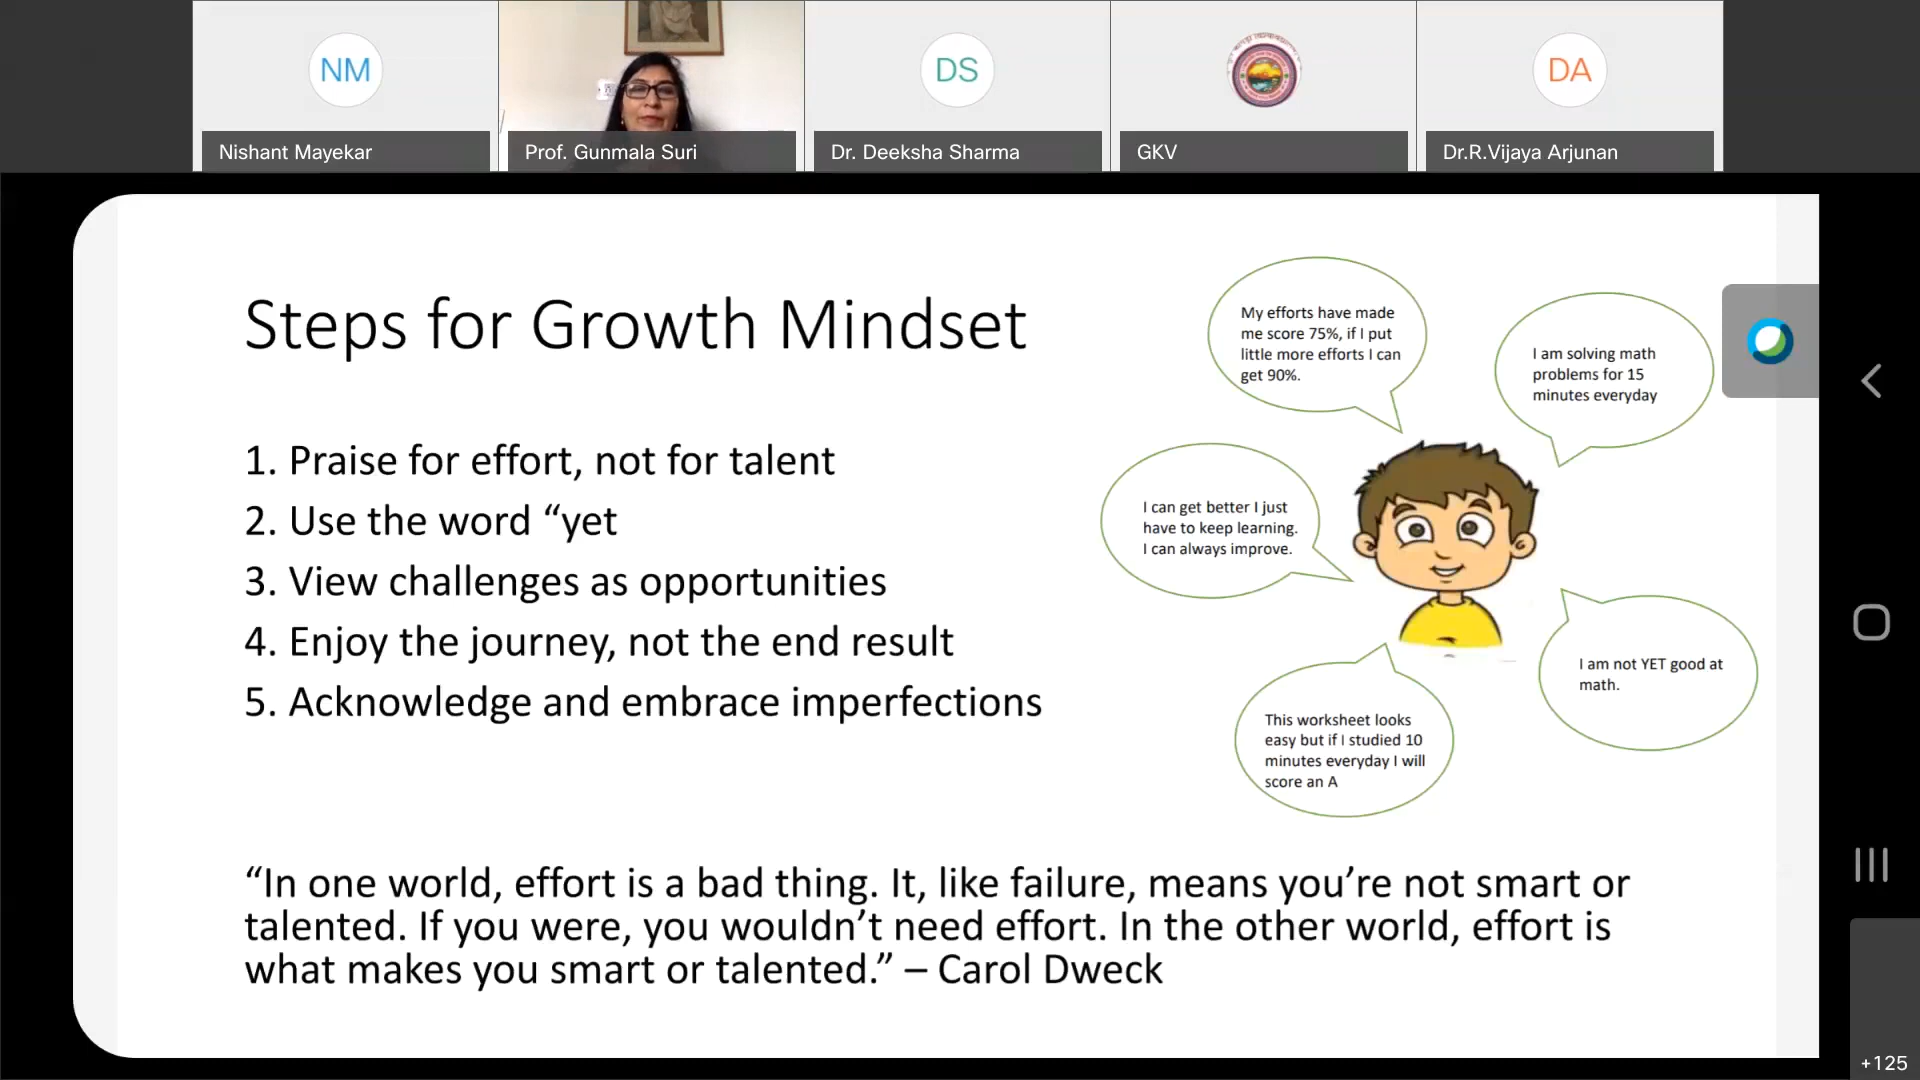 NM
DS
DA
Nishant Mayekar
Prof. Gunmala Suri
Dr. Deeksha Sharma
GKV
Dr.R.Vijaya Arjunan
Steps for Growth Mindset
1. Praise for effort, not for talent
2. Use the word “yet
3. View challenges as opportunities
4. Enjoy the journey, not the end result
5. Acknowledge and embrace imperfections
My efforts have made
me score 75%, if I put
little more efforts I can
get 90%.
I am solving math
problems for 15
minutes everyday
I can get better I just
have to keep learning.
I can always improve.
I am not YET good at
math.
This worksheet looks
easy but if I studied 10
minutes everyday I will
score an A
“In one world, effort is a bad thing. It, like failure, means you’re not smart or
talented. If you were, you wouldn’t need effort. In the other world, effort is
what makes you smart or talented.” – Carol Dweck
+125